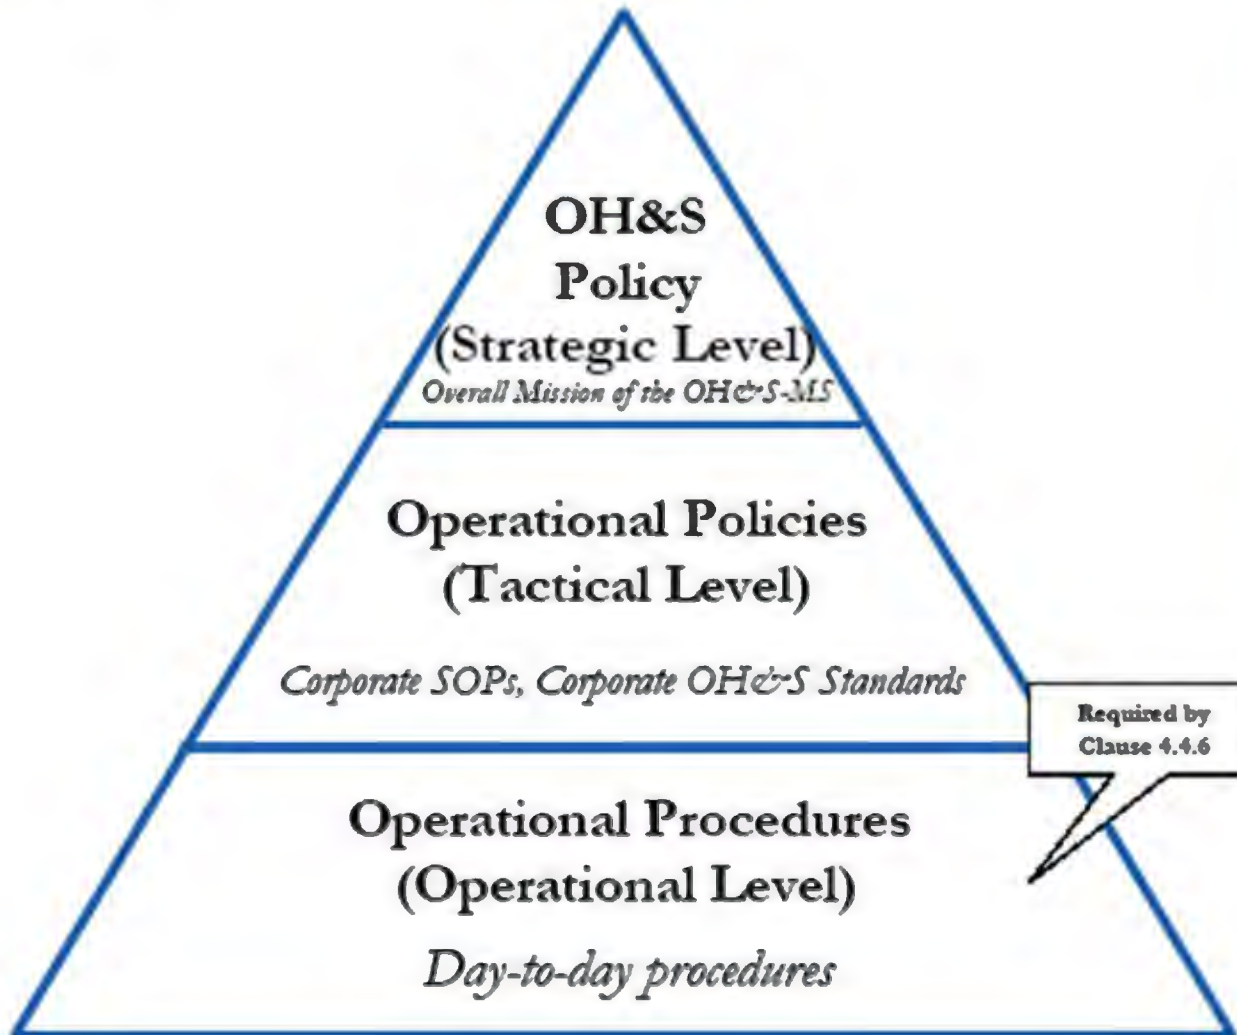 OH&S
Policy
(Strategic Level)
Overall Mission of the OH&S-MS
Operational Policies
(Tactical Level)
Corporate SOPs, Corporate OH&S Standards
Required by
Clause 4.4.6
Operational Procedures
(Operational Level)
Day-to-day procedures